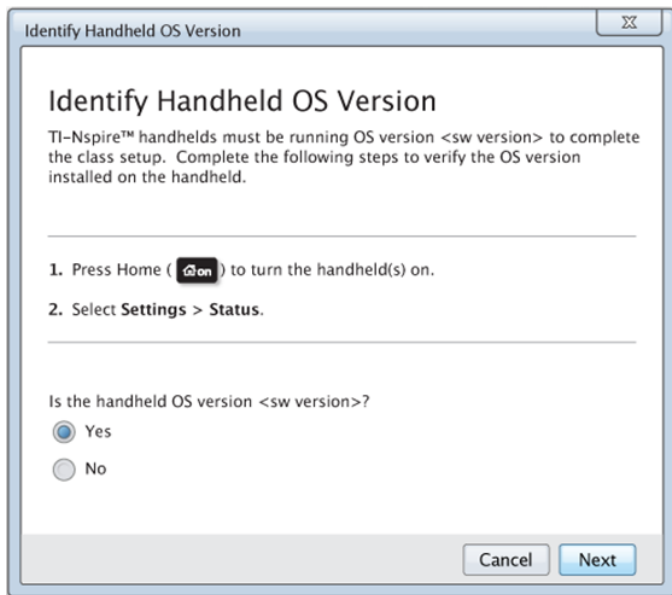 Identify Handheld OS Version
X
Identify Handheld OS Version
TI-Nspire™ handhelds must be running OS version <sw version> to complete
the class setup. Complete the following steps to verify the OS version
installed on the handheld.
1. Press Home ( on ) to turn the handheld(s) on.
2. Select Settings > Status.
Is the handheld OS version <sw version>?
Yes
No
Cancel Next